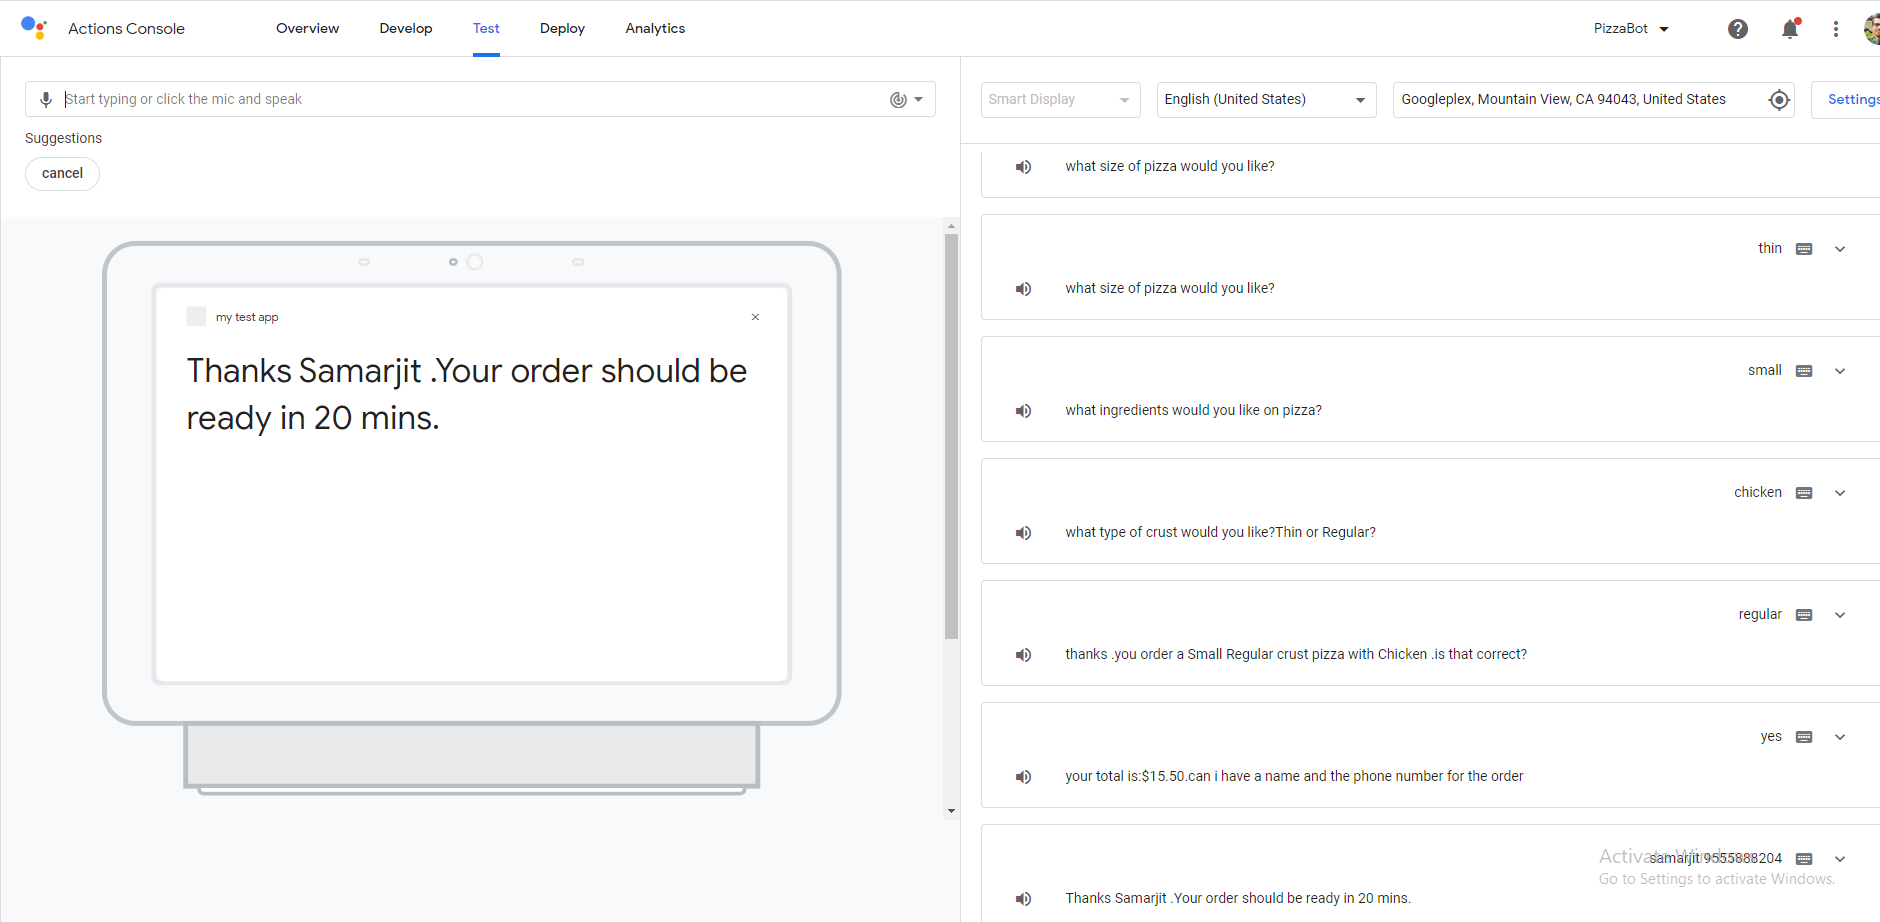 Actions Console
Overview
Develop
Test
Deploy
Analytics
PizzaBot
Start typing or click the mic and speak
Suggestions
cancel
my test app
Thanks Samarjit .Your order should be
ready in 20 mins.
Smart Display
English (United States)
Googleplex, Mountain View, CA 94043, United States
Settings
what size of pizza would you like?
thin
what size of pizza would you like?
small
what ingredients would you like on pizza?
chicken
what type of crust would you like?Thin or Regular?
regular
thanks .you order a Small Regular crust pizza with Chicken .is that correct?
yes
your total is:$15.50.can i have a name and the phone number for the order
samarjit
Activate Windows
Go to Settings to activate Windows.
Thanks Samarjit .Your order should be ready in 20 mins.